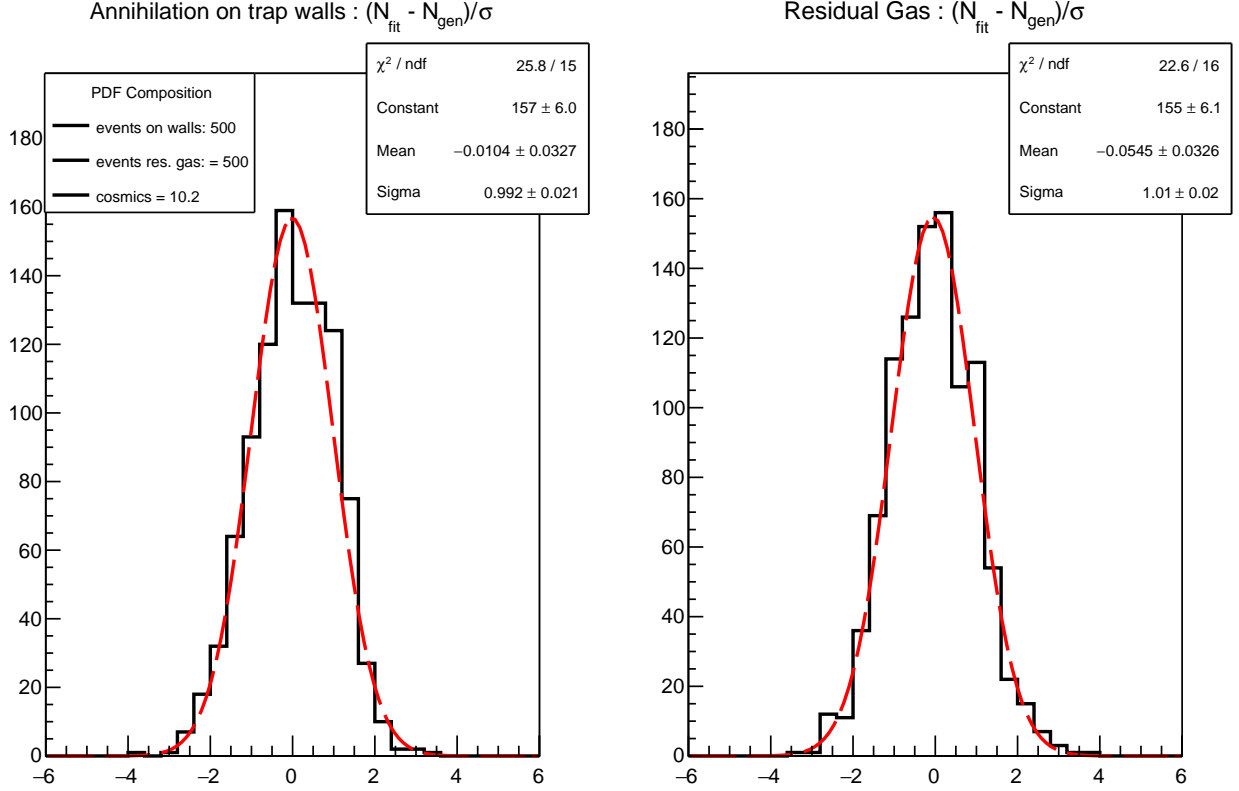 Annihilation on trap walls : (N_fit - N_gen)/σ
χ² / ndf 25.8 / 15
Constant 157 ± 6.0
Mean −0.0104 ± 0.0327
Sigma 0.992 ± 0.021
PDF Composition
events on walls: 500
events res. gas: = 500
cosmics = 10.2
180
160
140
120
100
80
60
40
20
0
−6 −4 −2 0 2 4 6
Residual Gas : (N_fit - N_gen)/σ
χ² / ndf 22.6 / 16
Constant 155 ± 6.1
Mean −0.0545 ± 0.0326
Sigma 1.01 ± 0.02
180
160
140
120
100
80
60
40
20
0
−6 −4 −2 0 2 4 6